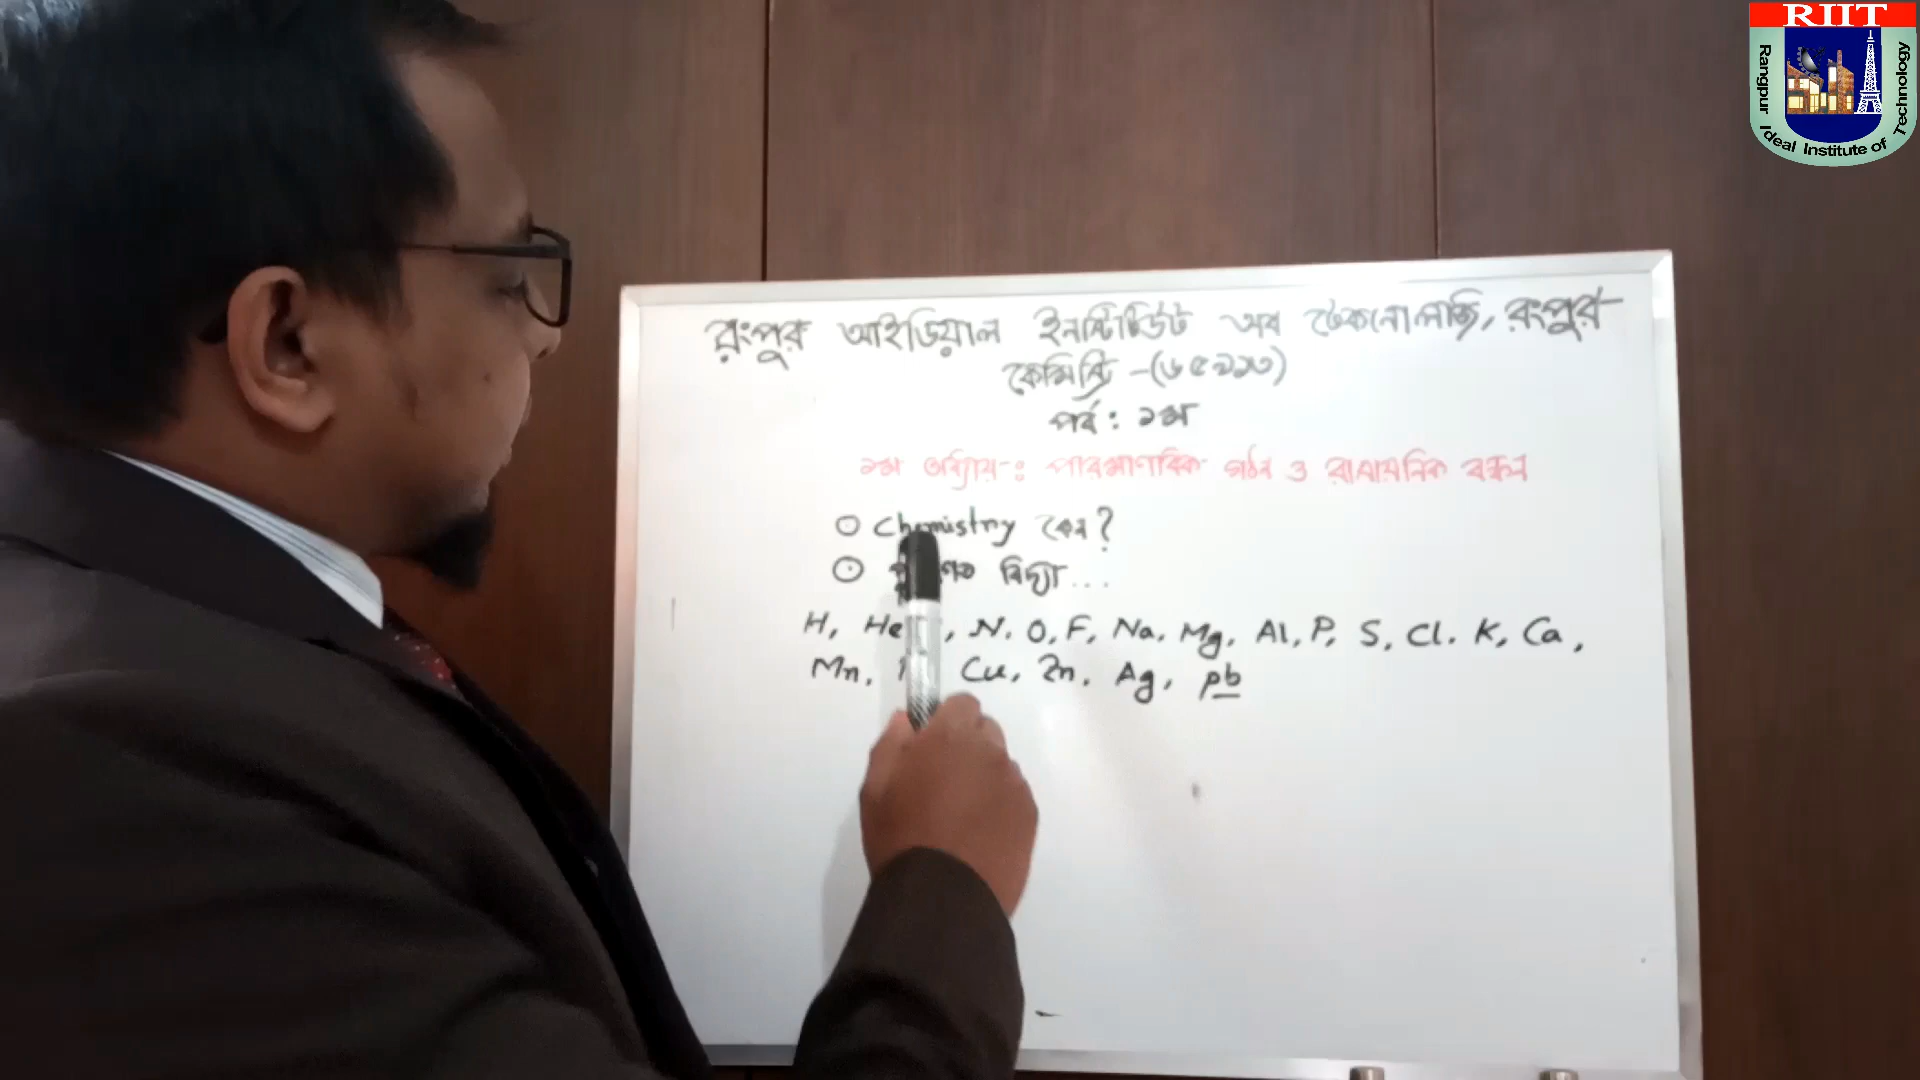 RIIT
Rangpur Ideal Institute of Technology
রংপুর আইডিয়াল ইনস্টিটিউট অব টেকনোলজি, রংপুর
কেমিস্ট্রি -(৬৫৯১৩)
পর্ব : ১ম
১ম অধ্যায় : পারমাণবিক গঠন ও রাসায়নিক বন্ধন
Chemistry কেন?
বিদ্যা...
H, He , N. O, F, Na, Mg, Al, P, S, Cl. K, Ca,
Mn, Cu, Zn, Ag, pb